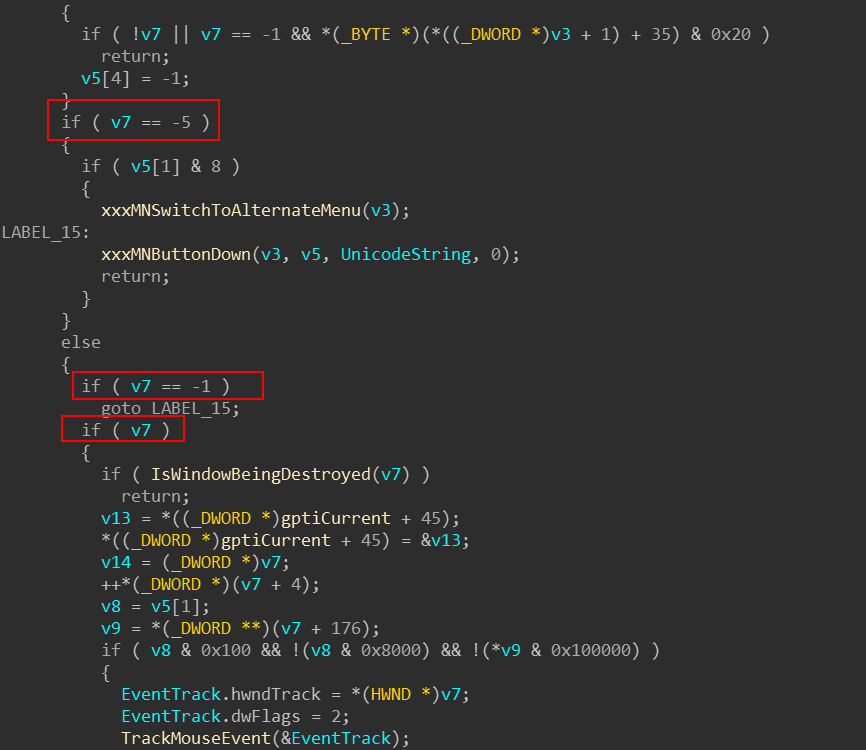 {
if ( !v7 || v7 == -1 && *(_BYTE *)(*((_DWORD *)v3 + 1) + 35) & 0x20 )
return;
v5[4] = -1;
}
if ( v7 == -5 )
{
if ( v5[1] & 8 )
{
xxxMNSwitchToAlternateMenu(v3);
LABEL_15:
xxxMNButtonDown(v3, v5, UnicodeString, 0);
return;
}
}
else
{
if ( v7 == -1 )
goto LABEL_15;
if ( v7 )
{
if ( IsWindowBeingDestroyed(v7) )
return;
v13 = *((_DWORD *)gptiCurrent + 45);
*((_DWORD *)gptiCurrent + 45) = &v13;
v14 = (_DWORD *)v7;
++*(_DWORD *)(v7 + 4);
v8 = v5[1];
v9 = *(_DWORD **)(v7 + 176);
if ( v8 & 0x100 && !(v8 & 0x8000) && !(*v9 & 0x100000) )
{
EventTrack.hwndTrack = *(HWND *)v7;
EventTrack.dwFlags = 2;
TrackMouseEvent(&EventTrack);